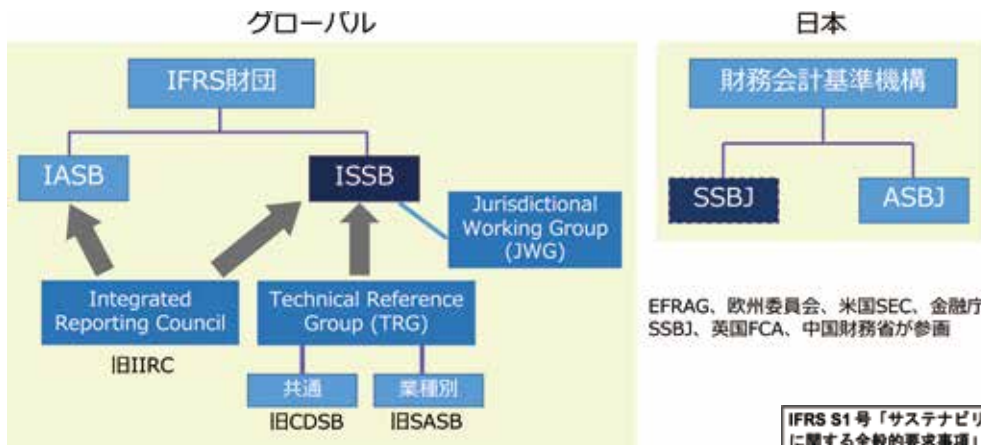 グローバル
日本
IFRS財団
財務会計基準機構
IASB
ISSB
SSBJ
ASBJ
Jurisdictional
Working Group
(JWG)
Integrated
Reporting Council
Technical Reference
Group (TRG)
EFRAG、欧州委員会、米国SEC、金融庁
SSBJ、英国FCA、中国財務省が参画
旧IIRC
共通
業種別
旧CDSB
旧SASB
IFRS S1号「サステナビリ
に関する全般的要求事項」